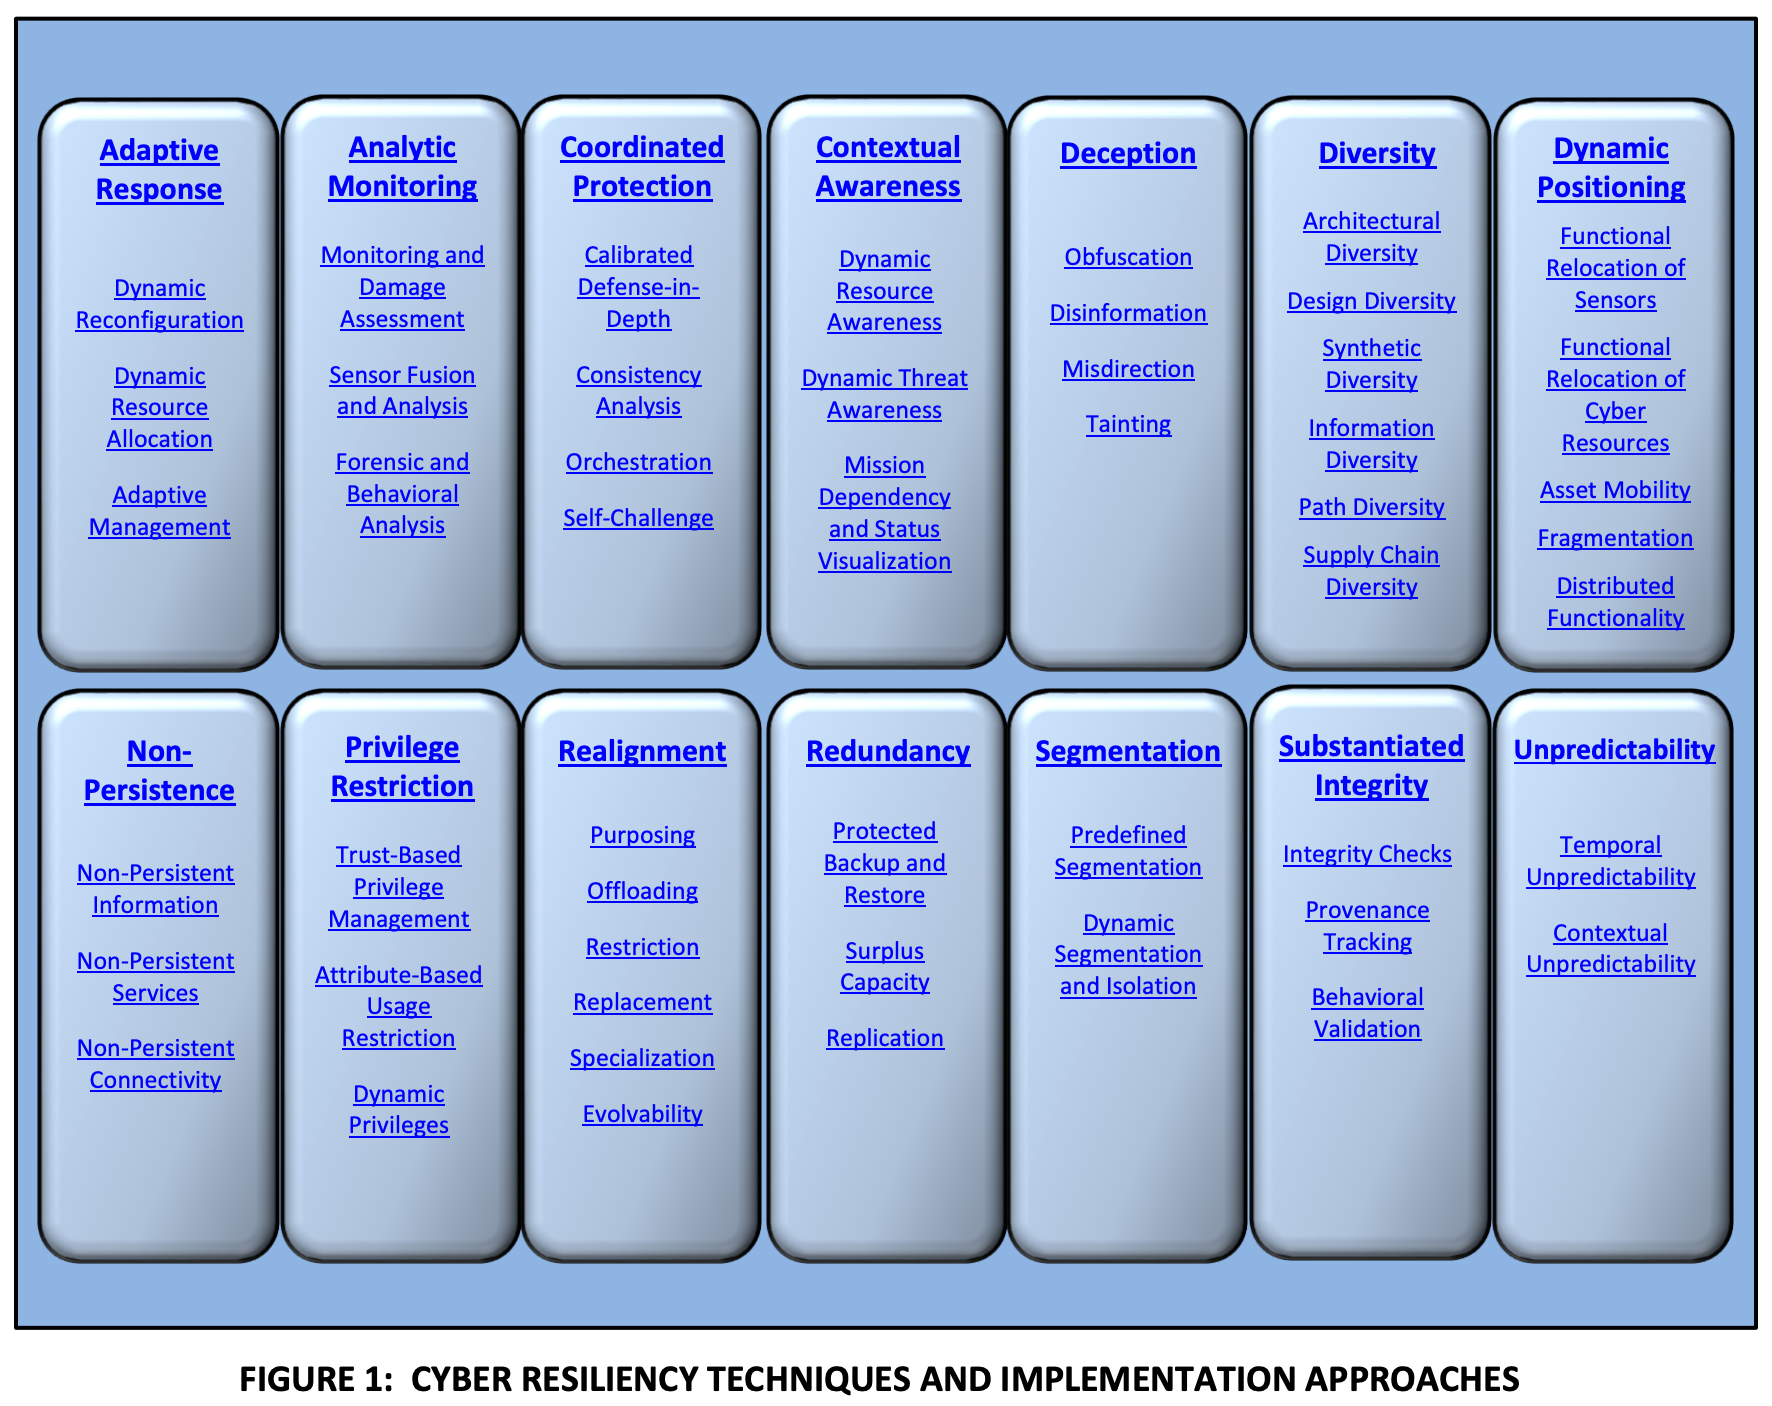 Adaptive
Response
Dynamic
Reconfiguration
Dynamic
Resource
Allocation
Adaptive
Management
Analytic
Monitoring
Monitoring and
Damage
Assessment
Sensor Fusion
and Analysis
Forensic and
Behavioral
Analysis
Coordinated
Protection
Calibrated
Defense-in-
Depth
Consistency
Analysis
Orchestration
Self-Challenge
Contextual
Awareness
Dynamic
Resource
Awareness
Dynamic Threat
Awareness
Mission
Dependency
and Status
Visualization
Deception
Obfuscation
Disinformation
Misdirection
Tainting
Diversity
Architectural
Diversity
Design Diversity
Synthetic
Diversity
Information
Diversity
Path Diversity
Supply Chain
Diversity
Dynamic
Positioning
Functional
Relocation of
Sensors
Functional
Relocation of
Cyber
Resources
Asset Mobility
Fragmentation
Distributed
Functionality
Non-
Persistence
Non-Persistent
Information
Non-Persistent
Services
Non-Persistent
Connectivity
Privilege
Restriction
Trust-Based
Privilege
Management
Attribute-Based
Usage
Restriction
Dynamic
Privileges
Realignment
Purposing
Offloading
Restriction
Replacement
Specialization
Evolvability
Redundancy
Protected
Backup and
Restore
Surplus
Capacity
Replication
Segmentation
Predefined
Segmentation
Dynamic
Segmentation
and Isolation
Substantiated
Integrity
Integrity Checks
Provenance
Tracking
Behavioral
Validation
Unpredictability
Temporal
Unpredictability
Contextual
Unpredictability
FIGURE 1: CYBER RESILIENCY TECHNIQUES AND IMPLEMENTATION APPROACHES